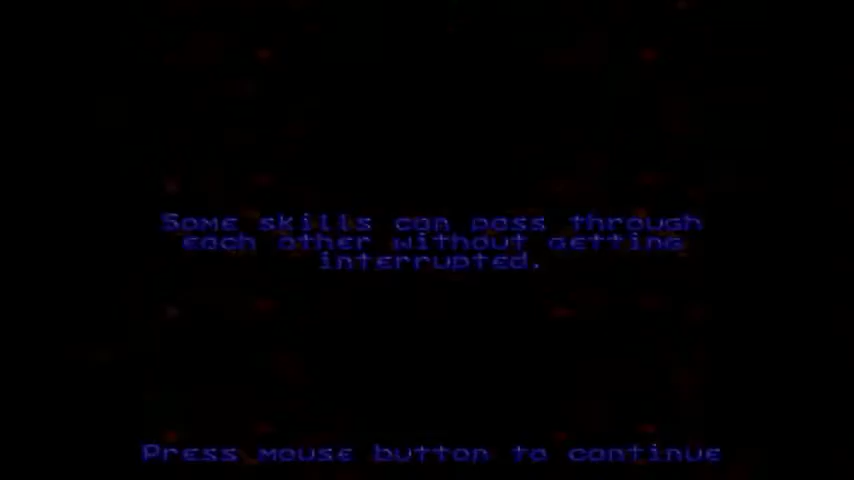 Some skills can pass through
each other without getting
interrupted.
Press mouse button to continue